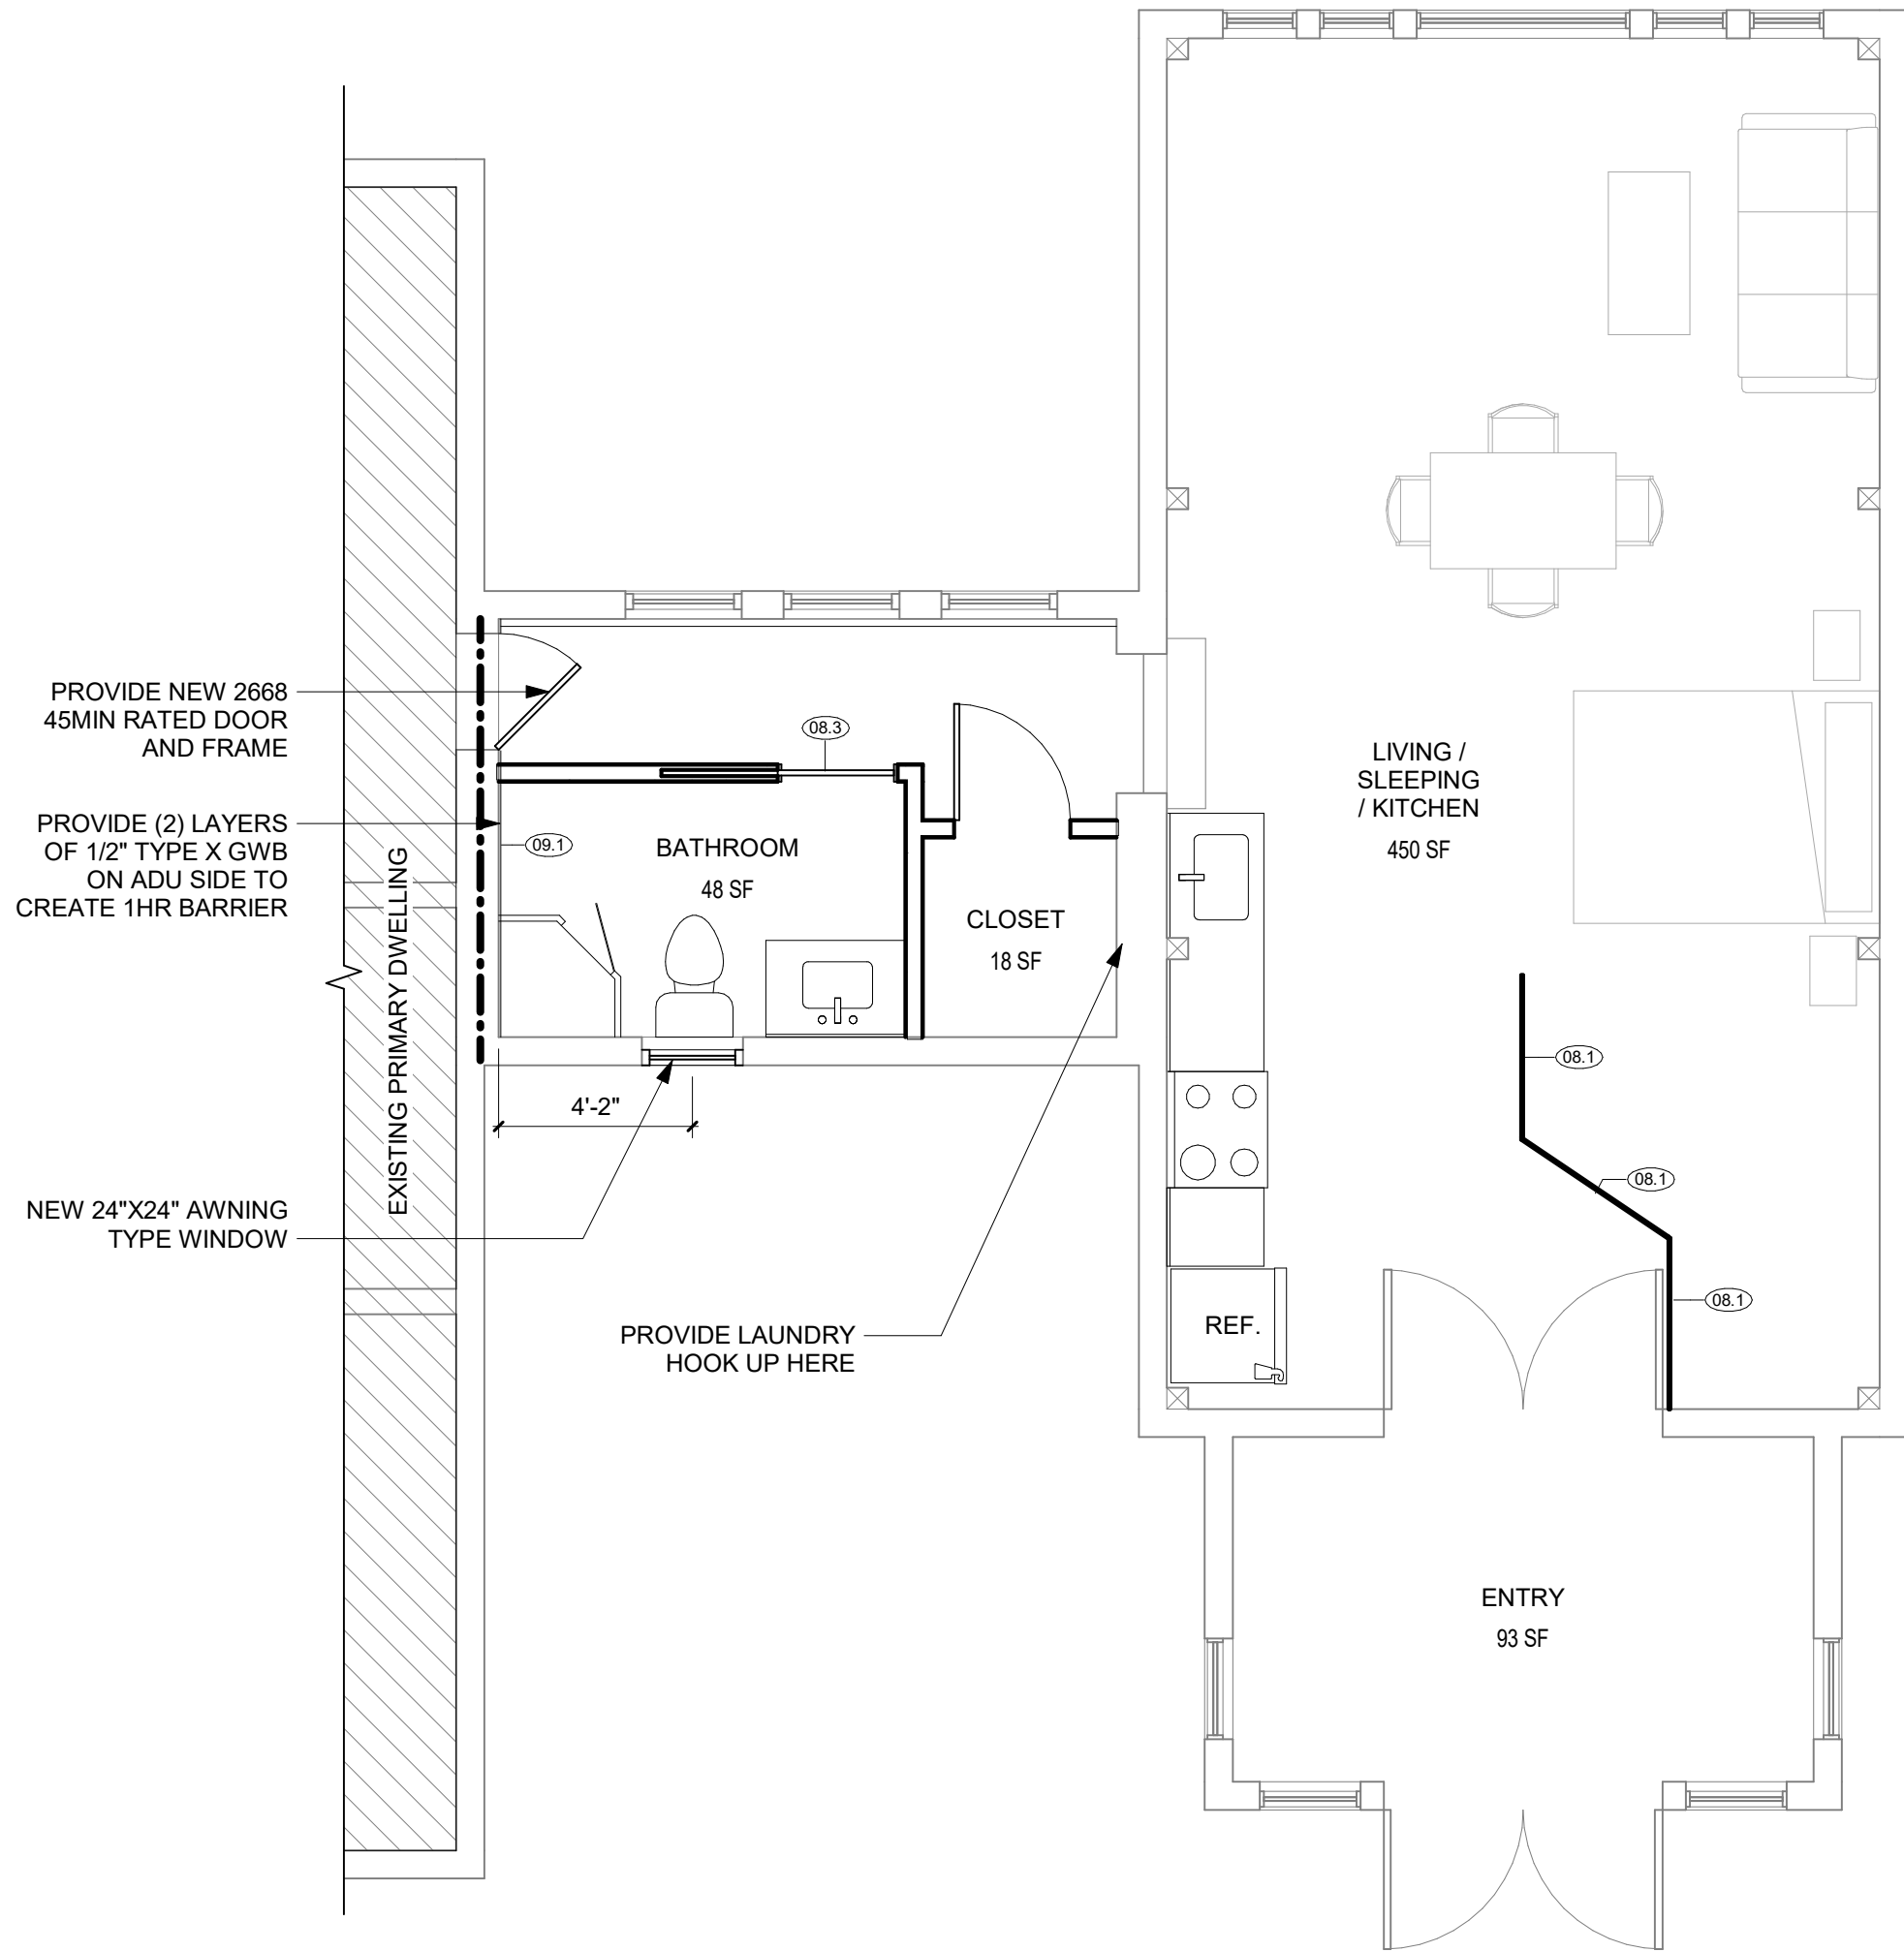 PROVIDE NEW 2668
45MIN RATED DOOR
AND FRAME
PROVIDE (2) LAYERS
OF 1/2" TYPE X GWB
ON ADU SIDE TO
CREATE 1HR BARRIER
NEW 24"X24" AWNING
TYPE WINDOW
EXISTING PRIMARY DWELLING
08.3
09.1
BATHROOM
48 SF
CLOSET
18 SF
4'-2"
PROVIDE LAUNDRY
HOOK UP HERE
LIVING /
SLEEPING
/ KITCHEN
450 SF
08.1
08.1
08.1
REF.
ENTRY
93 SF